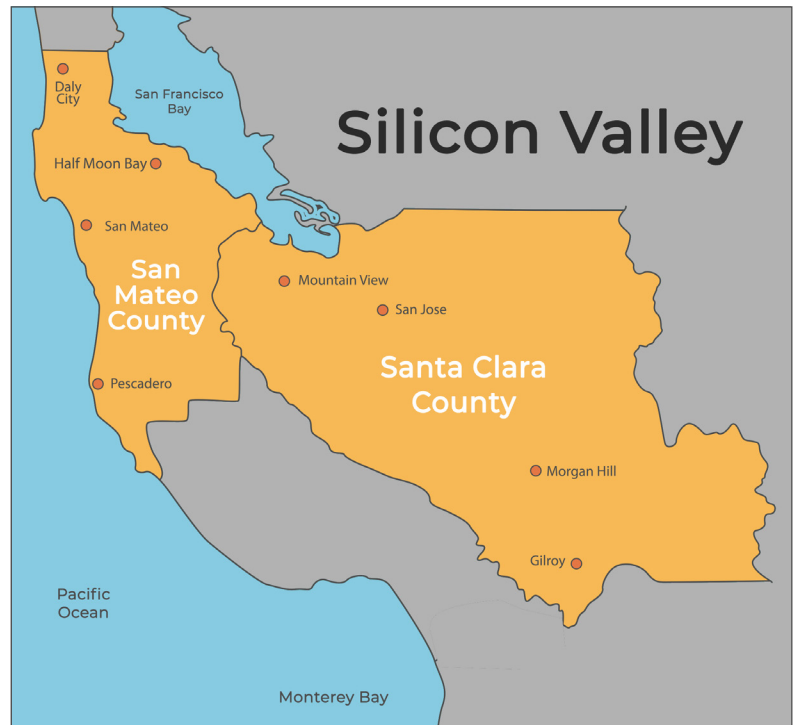 Silicon Valley
San Francisco
Bay
Daly
City
Half Moon Bay
San Mateo
San
Mateo
County
Mountain View
San Jose
Santa Clara
County
Pescadero
Morgan Hill
Gilroy
Pacific
Ocean
Monterey Bay